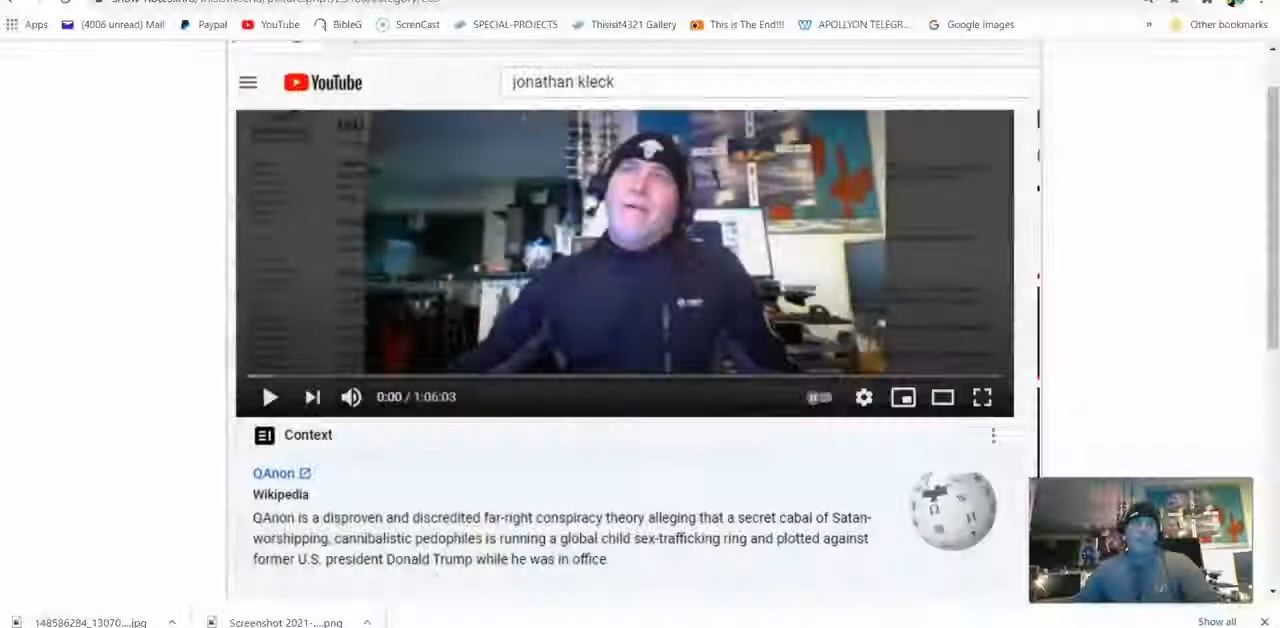 Apps (4006 unread) Mail Paypal YouTube BibleG ScrenCast SPECIAL-PROJECTS Thisisit4321 Gallery This is The End!!! APOLLYON TELEGR... Google Images » Other bookmarks
YouTube
jonathan kleck
0:00 / 1:06:03
Context
QAnon
Wikipedia
QAnon is a disproven and discredited far-right conspiracy theory alleging that a secret cabal of Satan-
worshipping, cannibalistic pedophiles is running a global child sex-trafficking ring and plotted against
former U.S. president Donald Trump while he was in office
148586284_13070....jpg Screenshot 2021-....png Show all